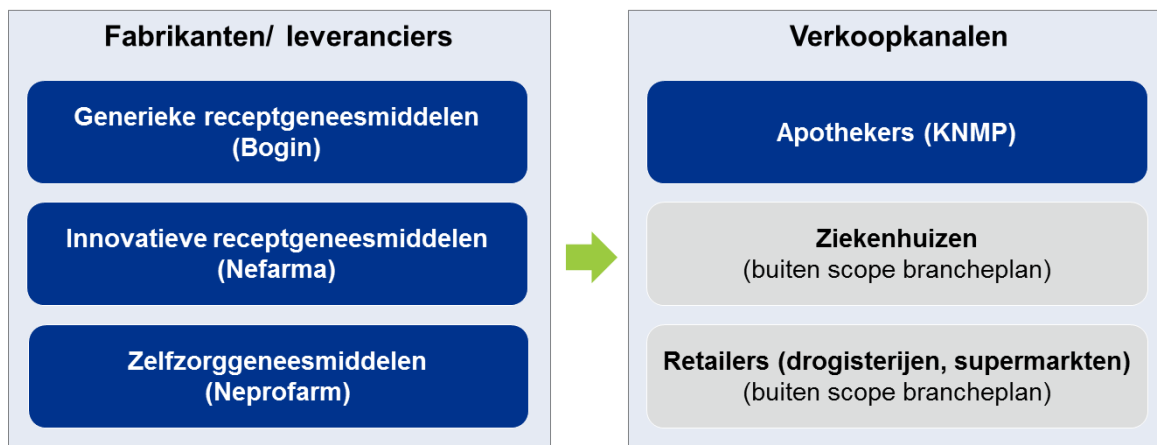 Fabrikanten/ leveranciers
Generieke receptgeneesmiddelen
(Bogin)
Innovatieve receptgeneesmiddelen
(Nefarma)
Zelfzorggeneesmiddelen
(Neprofarm)
Verkoopkanalen
Apothekers (KNMP)
Ziekenhuizen
(buiten scope brancheplan)
Retailers (drogisterijen, supermarkten)
(buiten scope brancheplan)